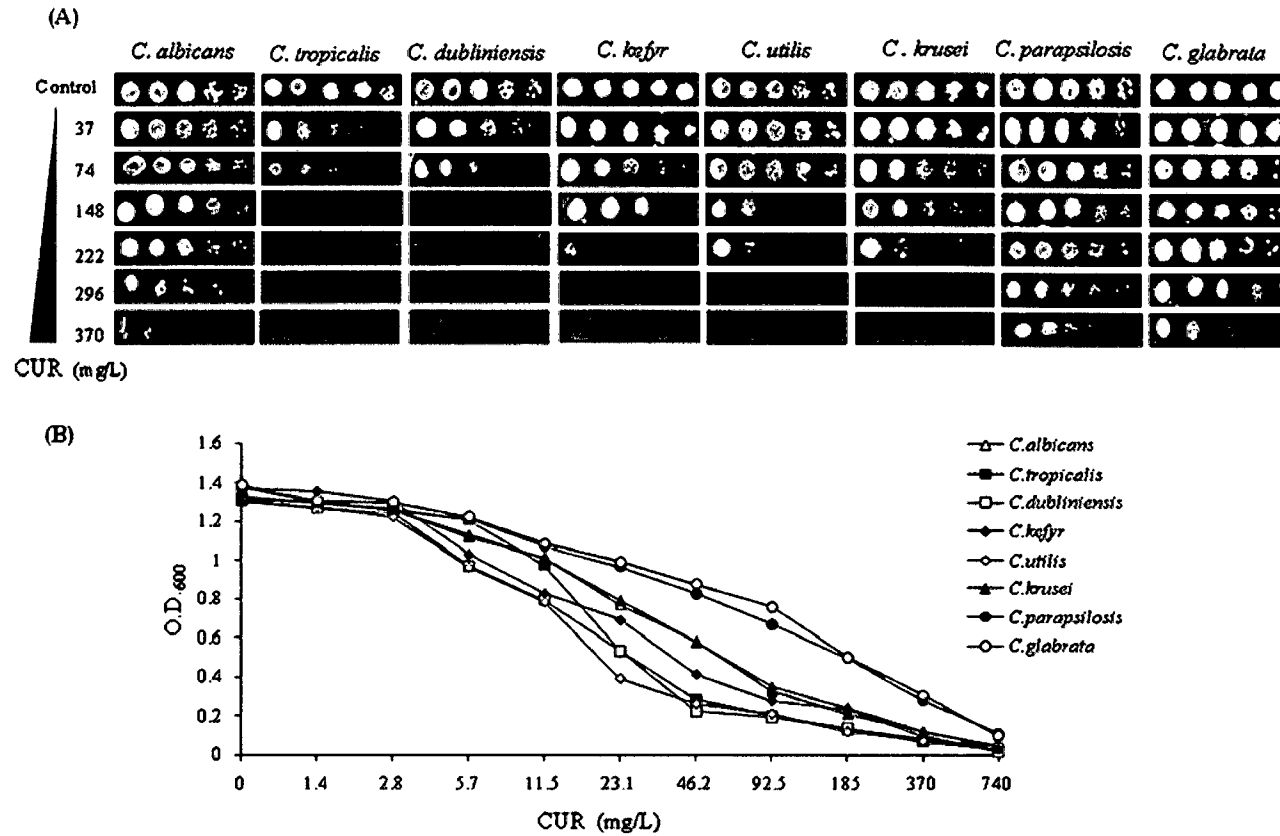 (A)
C. albicans C. tropicalis C. dubliniensis C. kefyr C. utilis C. krusei C. parapsilosis C. glabrata
Control
37
74
148
222
296
370
CUR (mg/L)
(B)
1.6
1.4
1.2
1
0.8
0.6
0.4
0.2
0
O.D.600
0 1.4 2.8 5.7 11.5 23.1 46.2 92.5 185 370 740
CUR (mg/L)
C.albicans
C.tropicalis
C.dubliniensis
C.kefyr
C.utilis
C.krusei
C.parapsilosis
C.glabrata